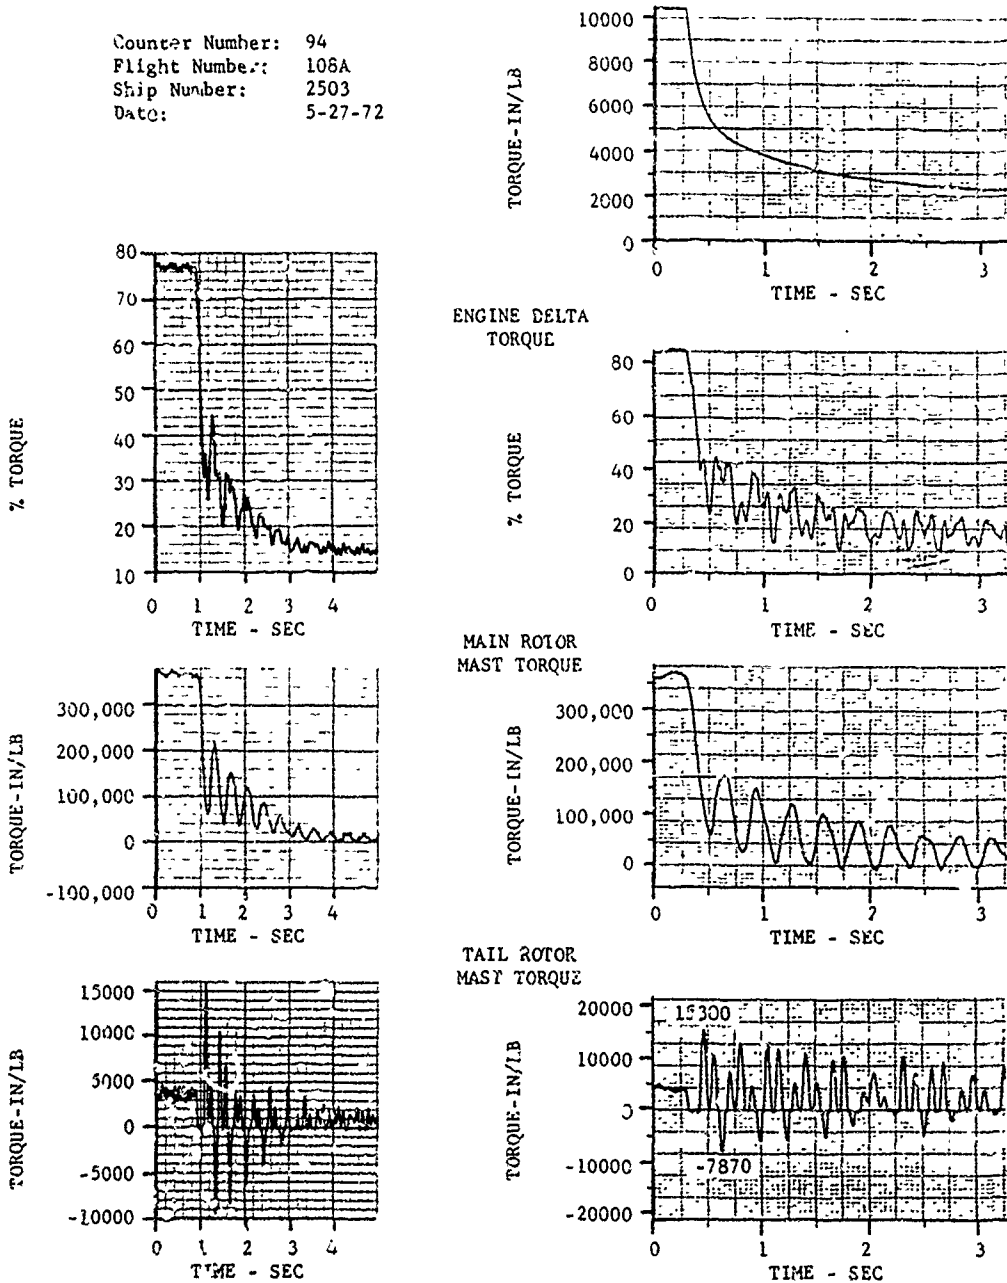 Counter Number: 94
Flight Number: 108A
Ship Number: 2503
Date: 5-27-72
TORQUE-IN/LB
10000
8000
6000
4000
2000
0
0 1 2 3
TIME - SEC
% TORQUE
80
70
60
50
40
30
20
10
0 1 2 3 4
TIME - SEC
ENGINE DELTA
TORQUE
% TORQUE
80
60
40
20
0
0 1 2 3
TIME - SEC
TORQUE-IN/LB
300,000
200,000
100,000
0
-100,000
0 1 2 3 4
TIME - SEC
MAIN ROTOR
MAST TORQUE
TORQUE-IN/LB
300,000
200,000
100,000
0
0 1 2 3
TIME - SEC
TORQUE-IN/LB
15000
10000
5000
0
-5000
-10000
0 1 2 3 4
TIME - SEC
TAIL ROTOR
MAST TORQUE
TORQUE-IN/LB
20000
10000
0
-10000
-20000
15300
-7870
0 1 2 3
TIME - SEC